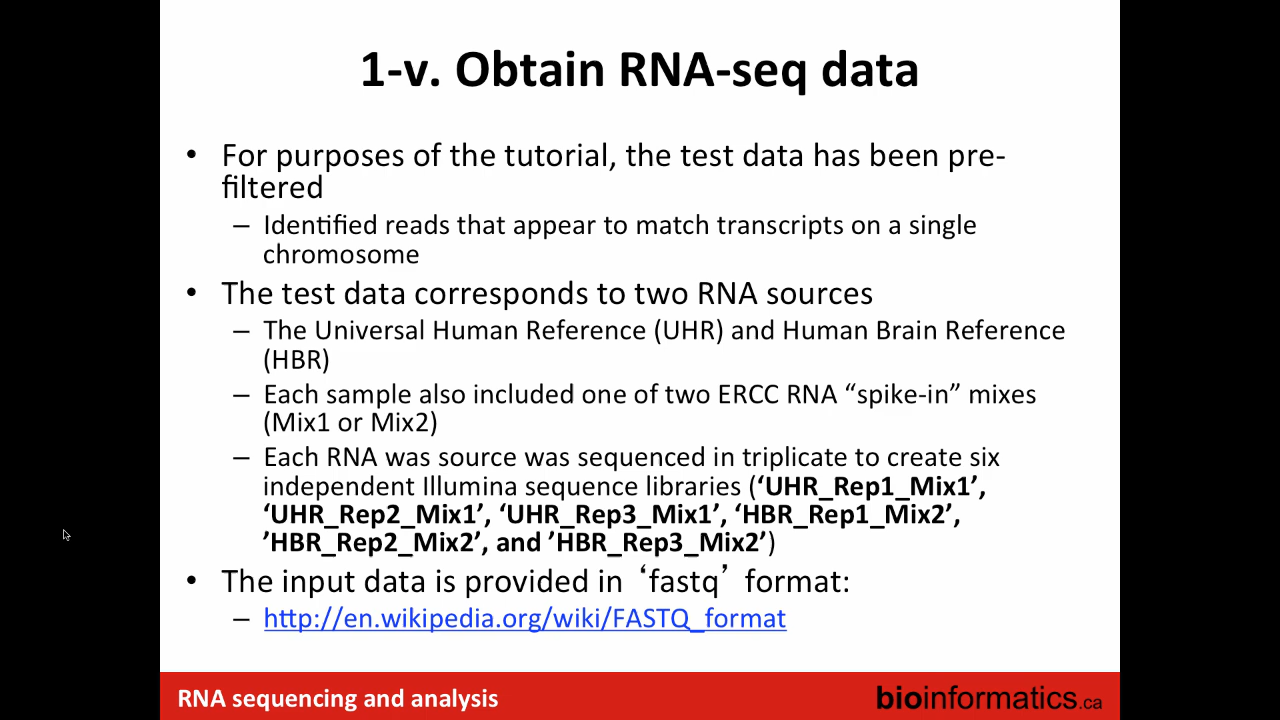 1-v. Obtain RNA-seq data
• For purposes of the tutorial, the test data has been pre-
filtered
– Identified reads that appear to match transcripts on a single
chromosome
• The test data corresponds to two RNA sources
– The Universal Human Reference (UHR) and Human Brain Reference
(HBR)
– Each sample also included one of two ERCC RNA “spike-in” mixes
(Mix1 or Mix2)
– Each RNA was source was sequenced in triplicate to create six
independent Illumina sequence libraries (‘UHR_Rep1_Mix1’,
‘UHR_Rep2_Mix1’, ‘UHR_Rep3_Mix1’, ‘HBR_Rep1_Mix2’,
’HBR_Rep2_Mix2’, and ’HBR_Rep3_Mix2’)
• The input data is provided in ‘fastq’ format:
– http://en.wikipedia.org/wiki/FASTQ_format
RNA sequencing and analysis
bioinformatics.ca